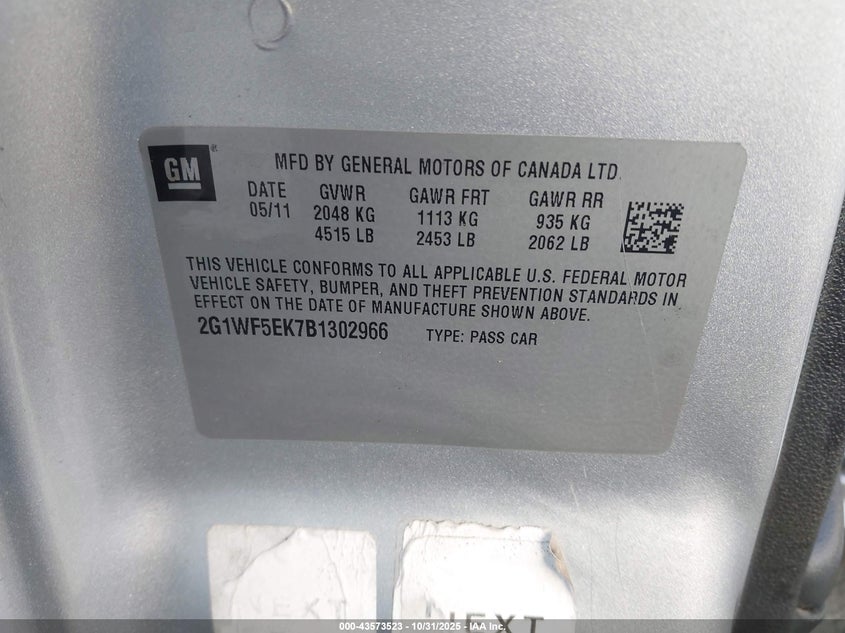 GM
MFD BY GENERAL MOTORS OF CANADA LTD.
DATE GVWR GAWR FRT GAWR RR
05/11 2048 KG 1113 KG 935 KG
4515 LB 2453 LB 2062 LB
THIS VEHICLE CONFORMS TO ALL APPLICABLE U.S. FEDERAL MOTOR
VEHICLE SAFETY, BUMPER, AND THEFT PREVENTION STANDARDS IN
EFFECT ON THE DATE OF MANUFACTURE SHOWN ABOVE.
2G1WF5EK7B1302966 TYPE: PASS CAR
NEXT NEXT
000-43573523 - 10/31/2025 - IAA Inc.